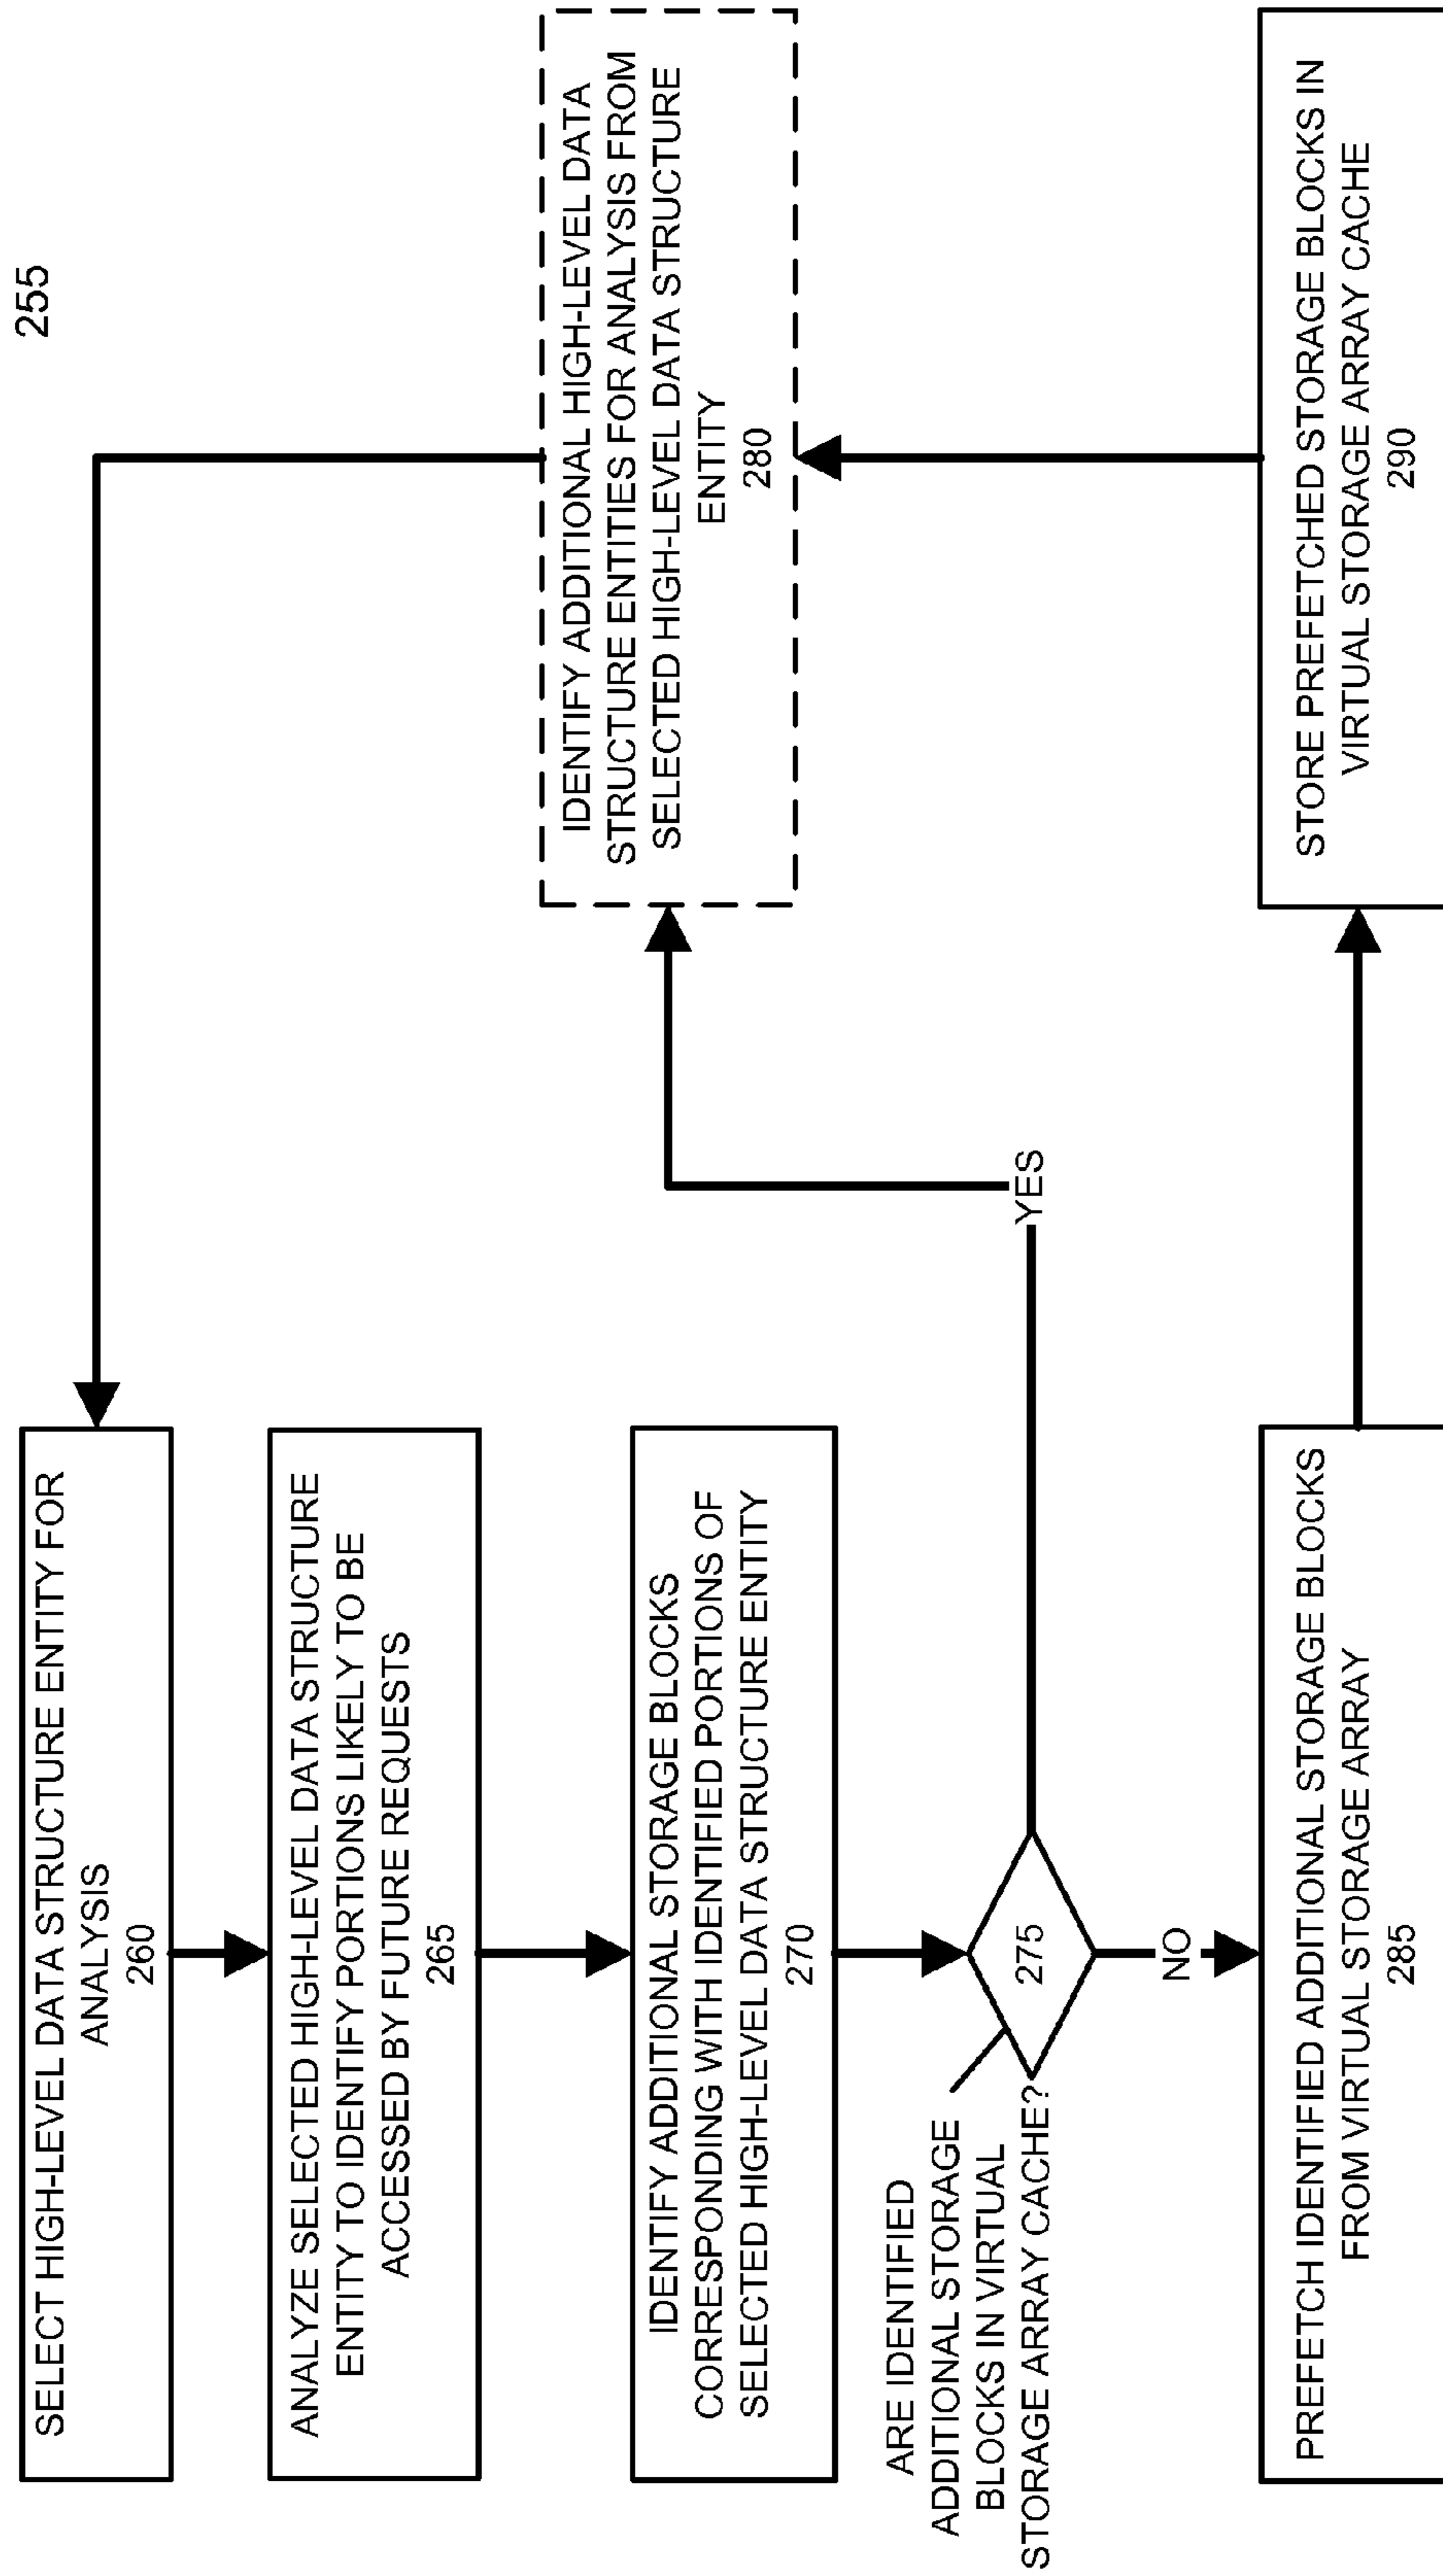 255
SELECT HIGH-LEVEL DATA STRUCTURE ENTITY FOR
ANALYSIS
260
ANALYZE SELECTED HIGH-LEVEL DATA STRUCTURE
ENTITY TO IDENTIFY PORTIONS LIKELY TO BE
ACCESSED BY FUTURE REQUESTS
265
IDENTIFY ADDITIONAL STORAGE BLOCKS
CORRESPONDING WITH IDENTIFIED PORTIONS OF
SELECTED HIGH-LEVEL DATA STRUCTURE ENTITY
270
ARE IDENTIFIED
ADDITIONAL STORAGE
BLOCKS IN VIRTUAL
STORAGE ARRAY CACHE?
275
YES
NO
IDENTIFY ADDITIONAL HIGH-LEVEL DATA
STRUCTURE ENTITIES FOR ANALYSIS FROM
SELECTED HIGH-LEVEL DATA STRUCTURE
ENTITY
280
PREFETCH IDENTIFIED ADDITIONAL STORAGE BLOCKS
FROM VIRTUAL STORAGE ARRAY
285
STORE PREFETCHED STORAGE BLOCKS IN
VIRTUAL STORAGE ARRAY CACHE
290